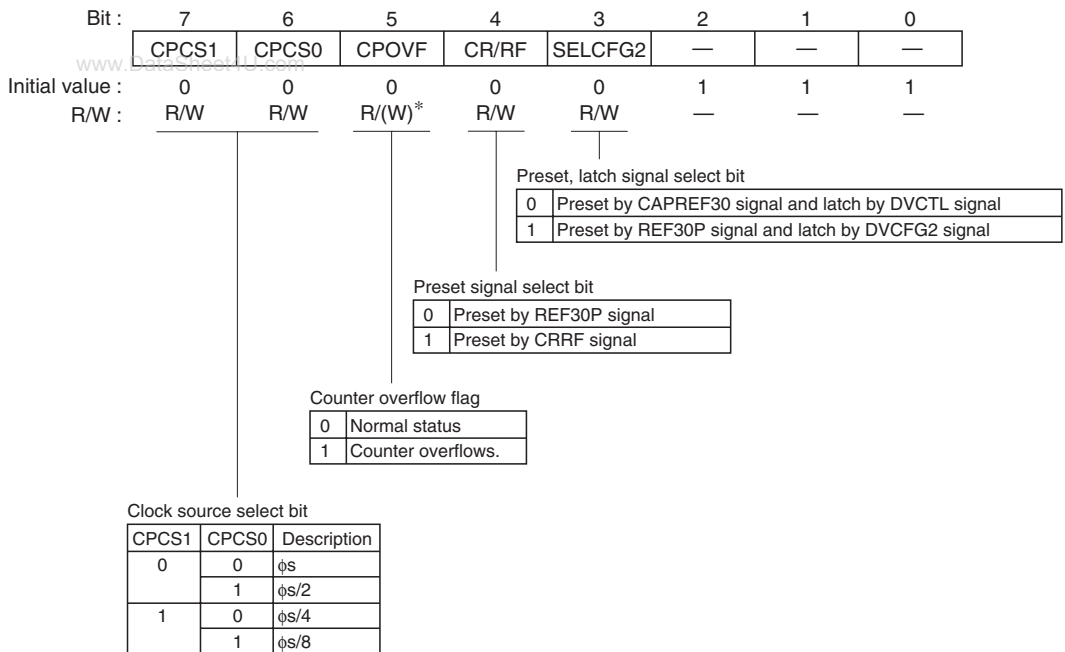 Bit : 7 6 5 4 3 2 1 0
CPCS1 CPCS0 CPOVF CR/RF SELCFG2 — — —
www.DataSheet4U.com
Initial value : 0 0 0 0 0 1 1 1
R/W : R/W R/W R/(W)* R/W R/W — — —
Preset, latch signal select bit
0 Preset by CAPREF30 signal and latch by DVCTL signal
1 Preset by REF30P signal and latch by DVCFG2 signal
Preset signal select bit
0 Preset by REF30P signal
1 Preset by CRRF signal
Counter overflow flag
0 Normal status
1 Counter overflows.
Clock source select bit
CPCS1 CPCS0 Description
0 0 φs
1 φs/2
1 0 φs/4
1 φs/8